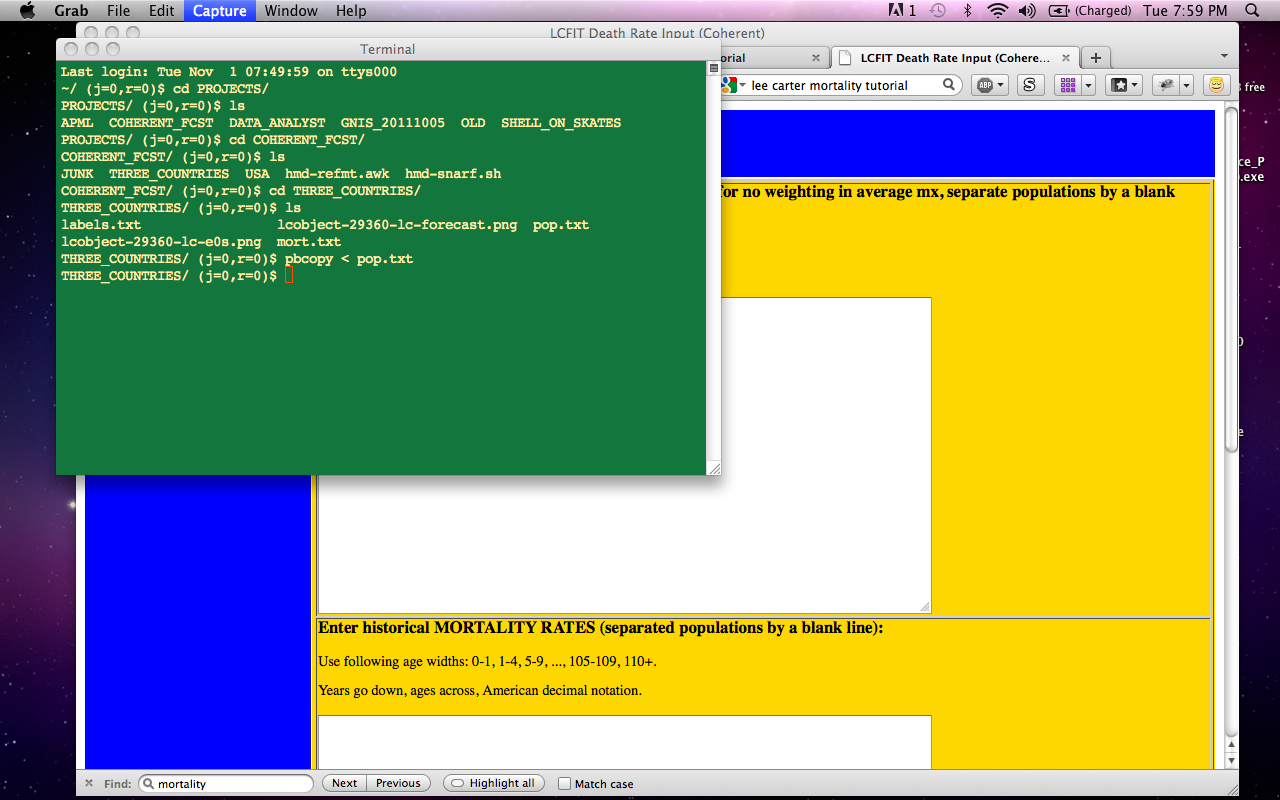 Grab File Edit Capture Window Help 1 (Charged) Tue 7:59 PM
LCFIT Death Rate Input (Coherent)
Terminal
orial LCFIT Death Rate Input (Cohere...
lee carter mortality tutorial ABP S
free
Last login: Tue Nov  1 07:49:59 on ttys000
~/ (j=0,r=0)$ cd PROJECTS/
PROJECTS/ (j=0,r=0)$ ls
APML  COHERENT_FCST  DATA_ANALYST  GNIS_20111005  OLD  SHELL_ON_SKATES
PROJECTS/ (j=0,r=0)$ cd COHERENT_FCST/
COHERENT_FCST/ (j=0,r=0)$ ls
JUNK  THREE_COUNTRIES  USA  hmd-refmt.awk  hmd-snarf.sh
COHERENT_FCST/ (j=0,r=0)$ cd THREE_COUNTRIES/
THREE_COUNTRIES/ (j=0,r=0)$ ls
labels.txt                 lcobject-29360-lc-forecast.png  pop.txt
lcobject-29360-lc-e0s.png  mort.txt
THREE_COUNTRIES/ (j=0,r=0)$ pbcopy < pop.txt
THREE_COUNTRIES/ (j=0,r=0)$
ce_P
.exe
for no weighting in average mx, separate populations by a blank
Enter historical MORTALITY RATES (separated populations by a blank line):
Use following age widths: 0-1, 1-4, 5-9, ..., 105-109, 110+.
Years go down, ages across, American decimal notation.
Find: mortality Next Previous Highlight all Match case